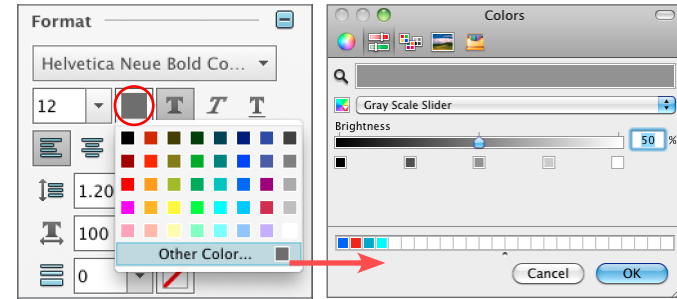 Format
Helvetica Neue Bold Co...
12
T T T
1.20
T 100
0
Other Color...
Colors
Gray Scale Slider
Brightness
50 %
Cancel OK